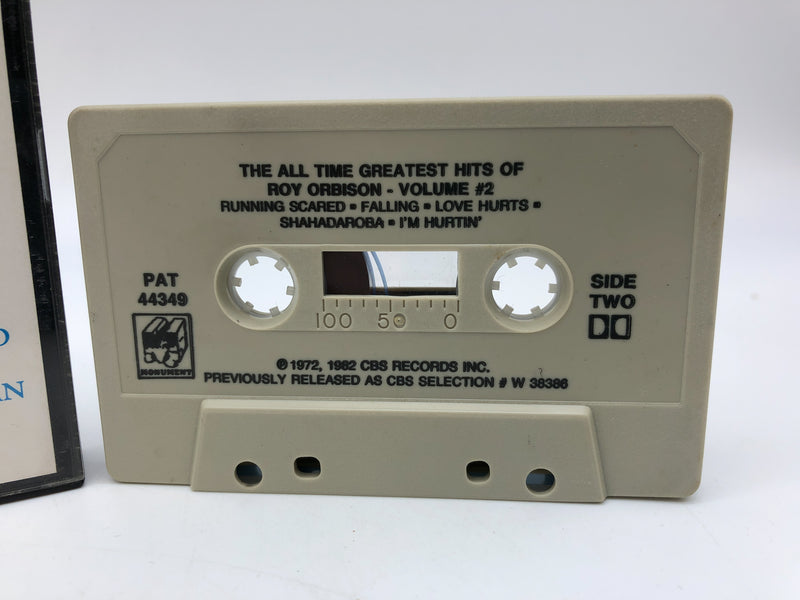 THE ALL TIME GREATEST HITS OF
ROY ORBISON - VOLUME #2
RUNNING SCARED • FALLING • LOVE HURTS •
SHAHADAROBA • I'M HURTIN'
PAT
44349
MONUMENT
100 50 0
SIDE
TWO
℗ 1972, 1982 CBS RECORDS INC.
PREVIOUSLY RELEASED AS CBS SELECTION # W 38386